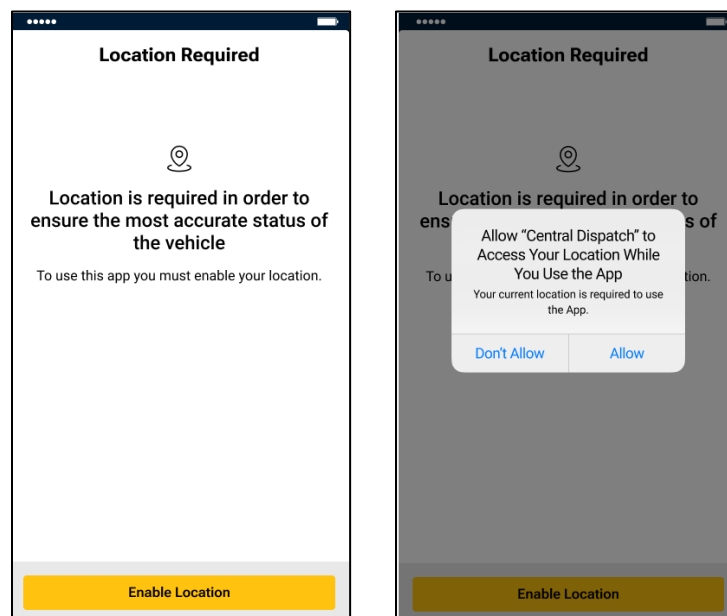 Location Required
Location is required in order to
ensure the most accurate status of
the vehicle
To use this app you must enable your location.
Enable Location
Location Required
Location is required in order to
ens
s of
Allow “Central Dispatch” to
Access Your Location While
You Use the App
To u
tion.
Your current location is required to use
the App.
Don’t Allow
Allow
Enable Location